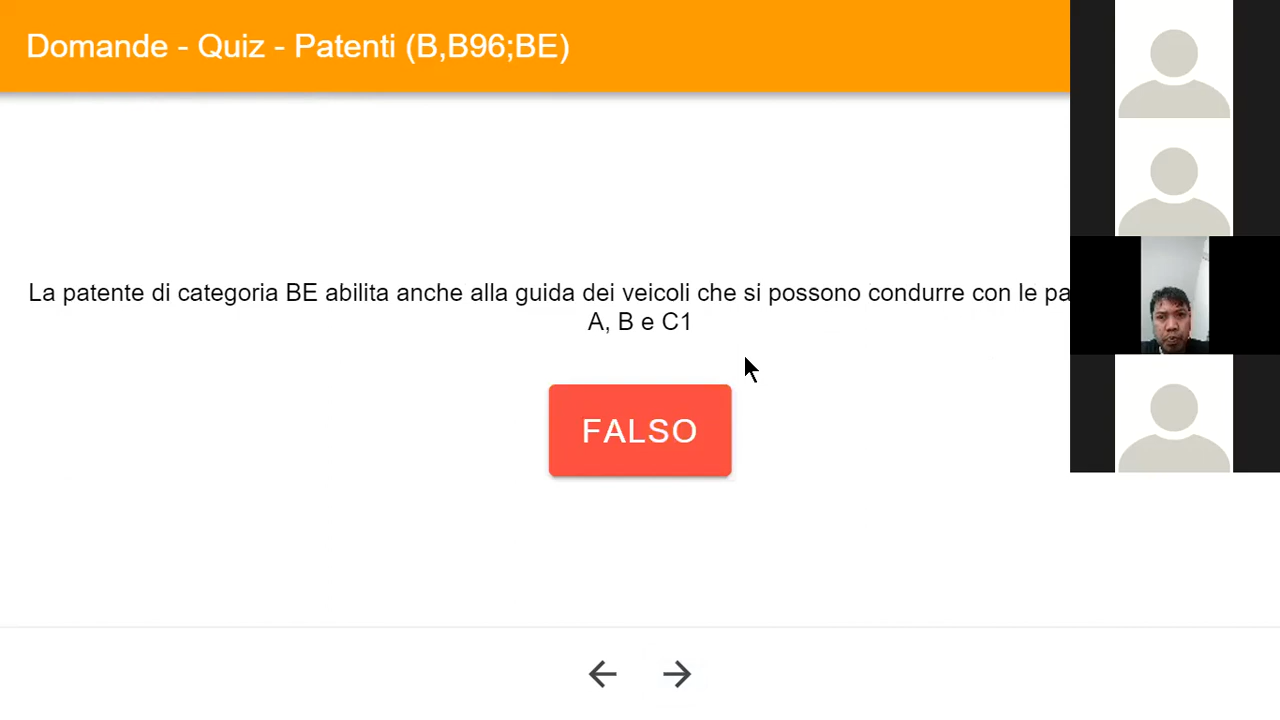 Domande - Quiz - Patenti (B,B96;BE)
La patente di categoria BE abilita anche alla guida dei veicoli che si possono condurre con le
A, B e C1
FALSO